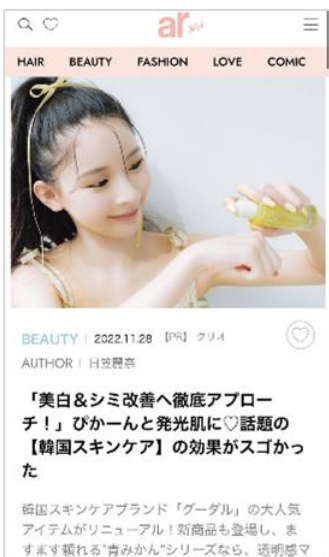 ar web
HAIR BEAUTY FASHION LOVE COMIC
BEAUTY | 2022.11.28 【PR】 クリオ
AUTHOR | 日笠麗奈
「美白&シミ改善へ徹底アプロー
チ！」ぴかーんと発光肌に♡話題の
【韓国スキンケア】の効果がスゴかっ
た
韓国スキンケアブランド「グーダル」の大人気
アイテムがリニューアル！新商品も登場し、ま
すます頼れる"青みかん"シリーズなら、透明感マ